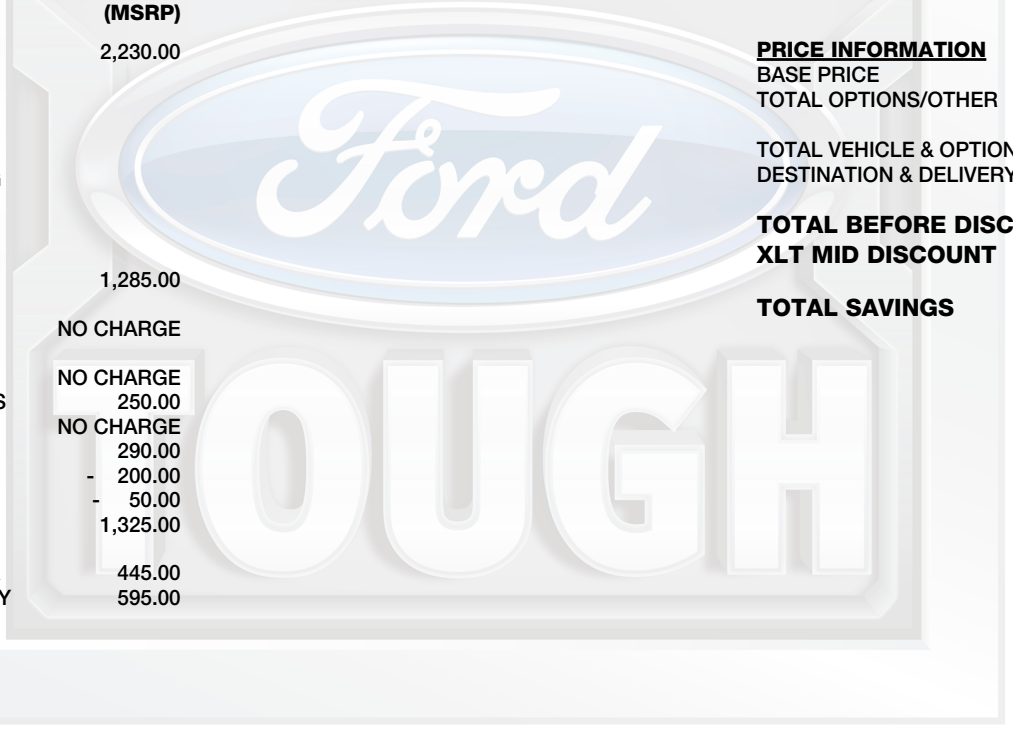 (MSRP)
2,230.00
1,285.00
NO CHARGE
NO CHARGE
S 250.00
NO CHARGE
290.00
- 200.00
- 50.00
1,325.00
445.00
Y 595.00
PRICE INFORMATION
BASE PRICE
TOTAL OPTIONS/OTHER
TOTAL VEHICLE & OPTION
DESTINATION & DELIVERY
TOTAL BEFORE DISC
XLT MID DISCOUNT
TOTAL SAVINGS
Ford
TOUGH